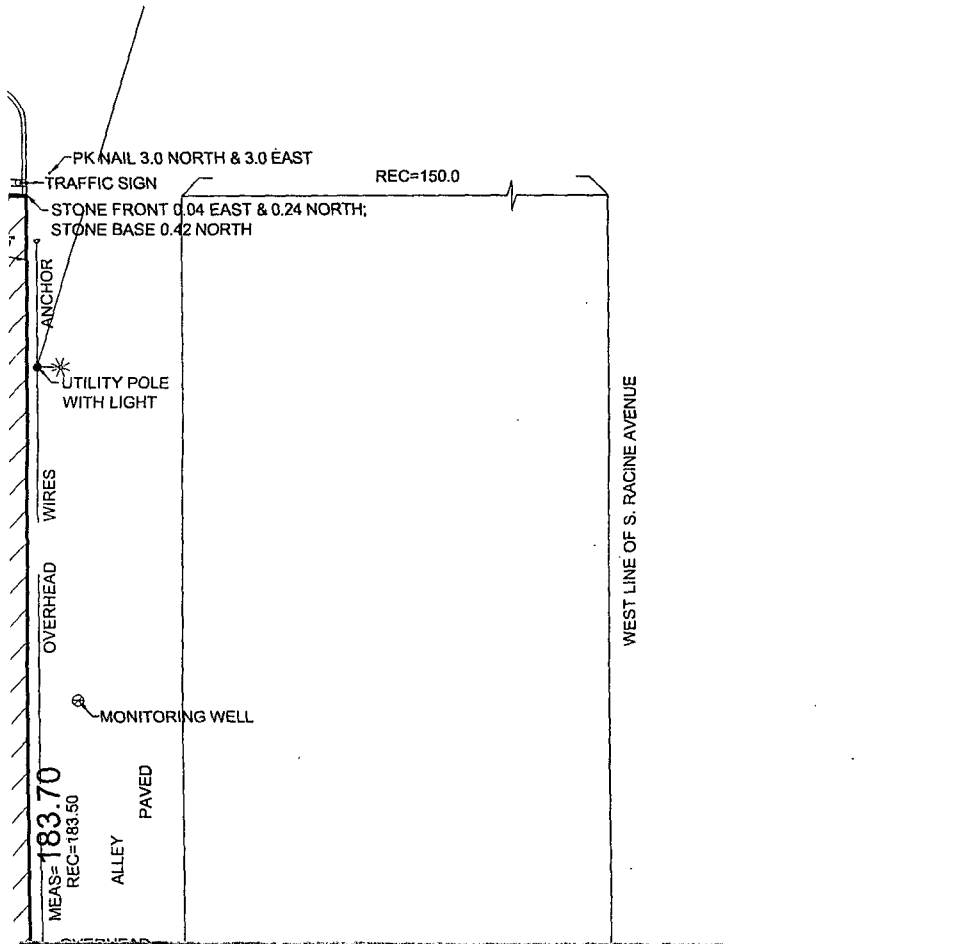 PK NAIL 3.0 NORTH & 3.0 EAST
TRAFFIC SIGN
REC=150.0
STONE FRONT 0.04 EAST & 0.24 NORTH;
STONE BASE 0.42 NORTH
ANCHOR
UTILITY POLE
WITH LIGHT
WIRES
OVERHEAD
WEST LINE OF S. RACINE AVENUE
MONITORING WELL
MEAS=183.70
REC=183.50
PAVED
ALLEY
OVERHEAD